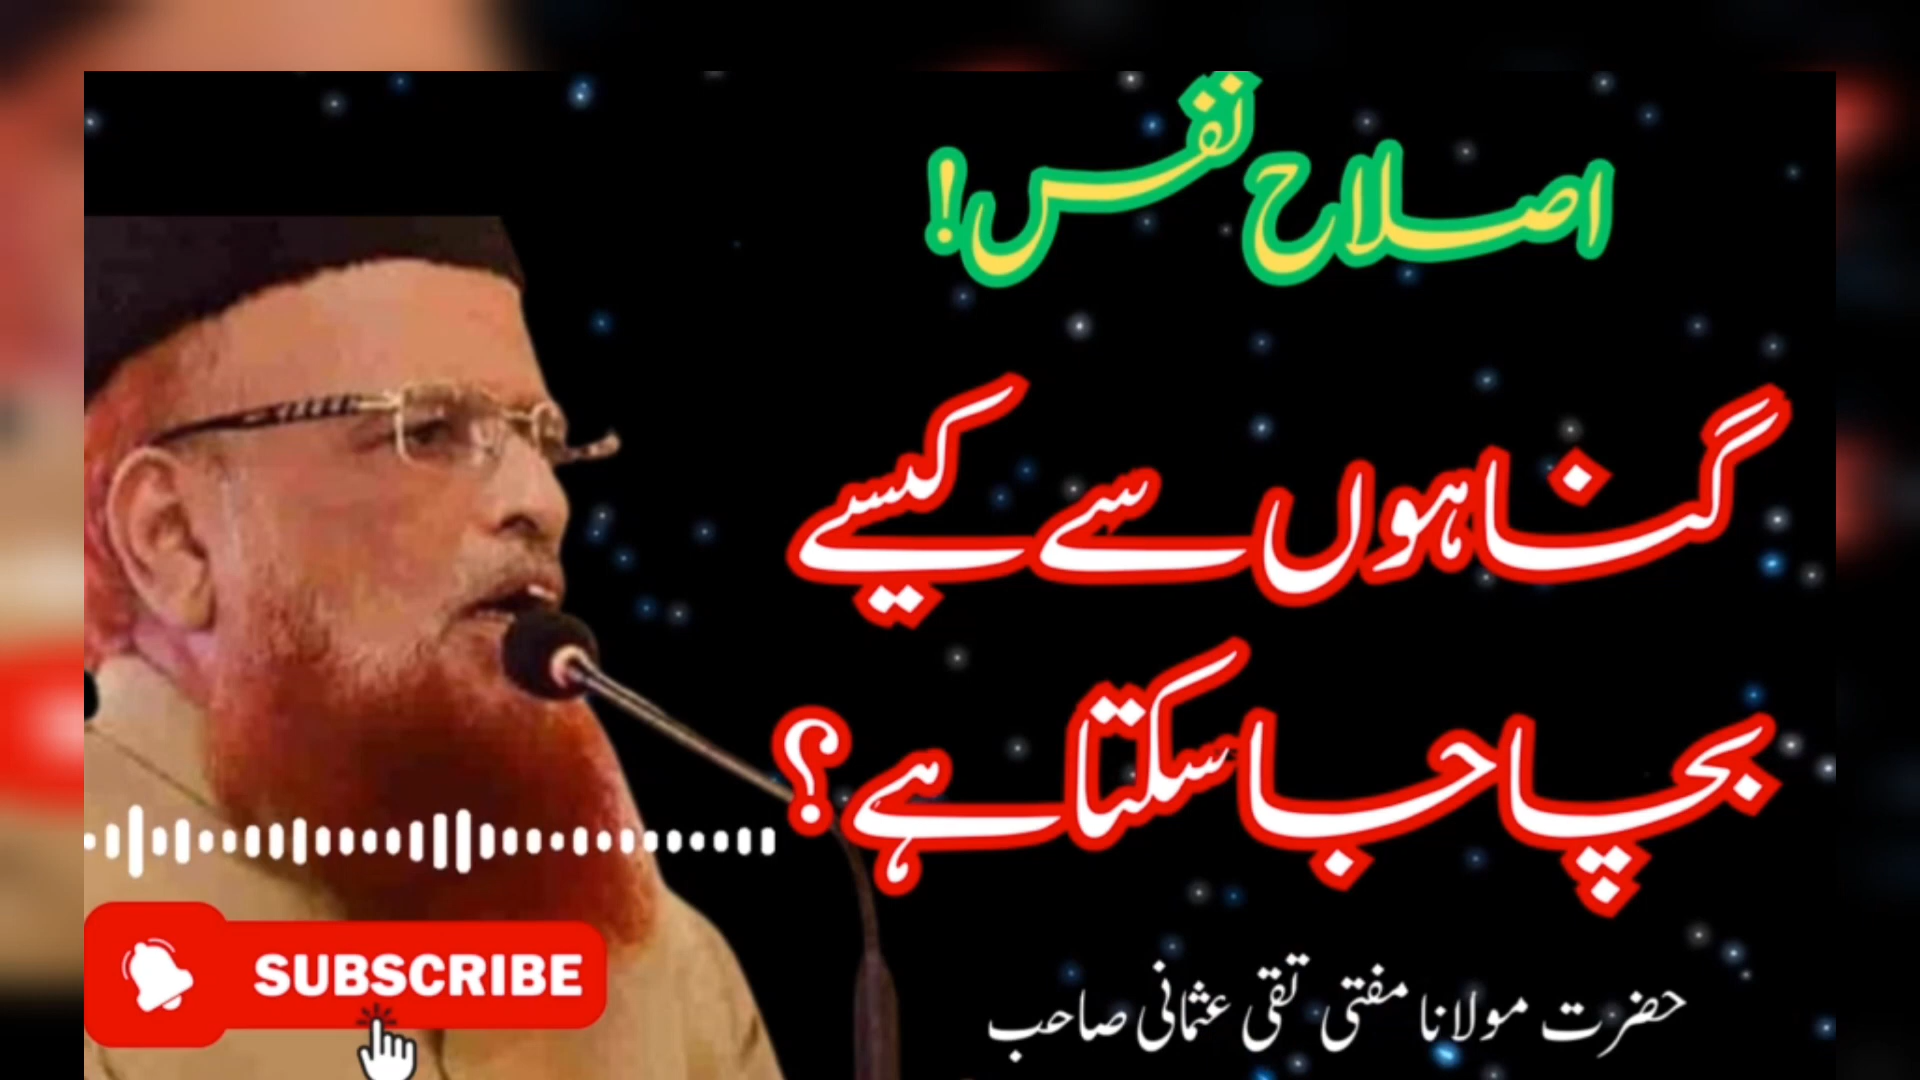 اصلاح نفس!
گناہوں سے کیسے
بچا جا سکتا ہے؟
حضرت مولانا مفتی تقی عثمانی صاحب
SUBSCRIBE